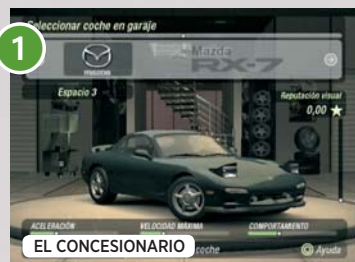 Seleccionar coche en garaje
1
mazda
Mazda
RX-7
Espacio 3
Reputación visual
0,00
ACELERACIÓN VELOCIDAD MÁXIMA COMPORTAMIENTO
EL CONCESIONARIO
coche
Ayuda